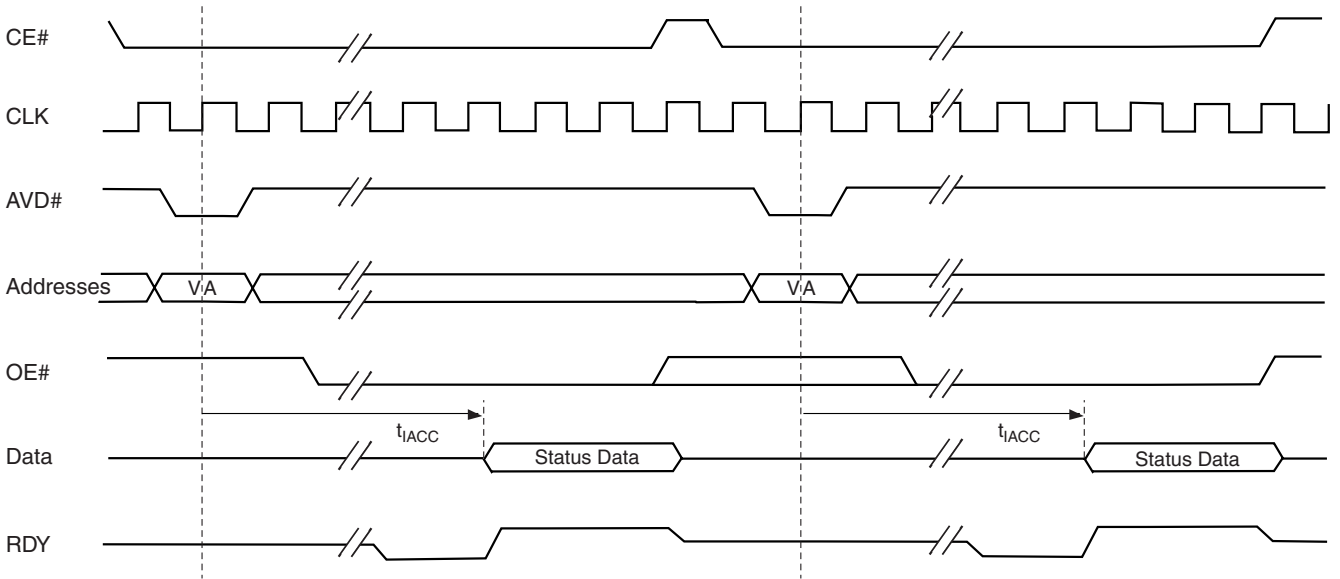 CE#
CLK
AVD#
Addresses VA VA
OE#
tIACC tIACC
Data Status Data Status Data
RDY